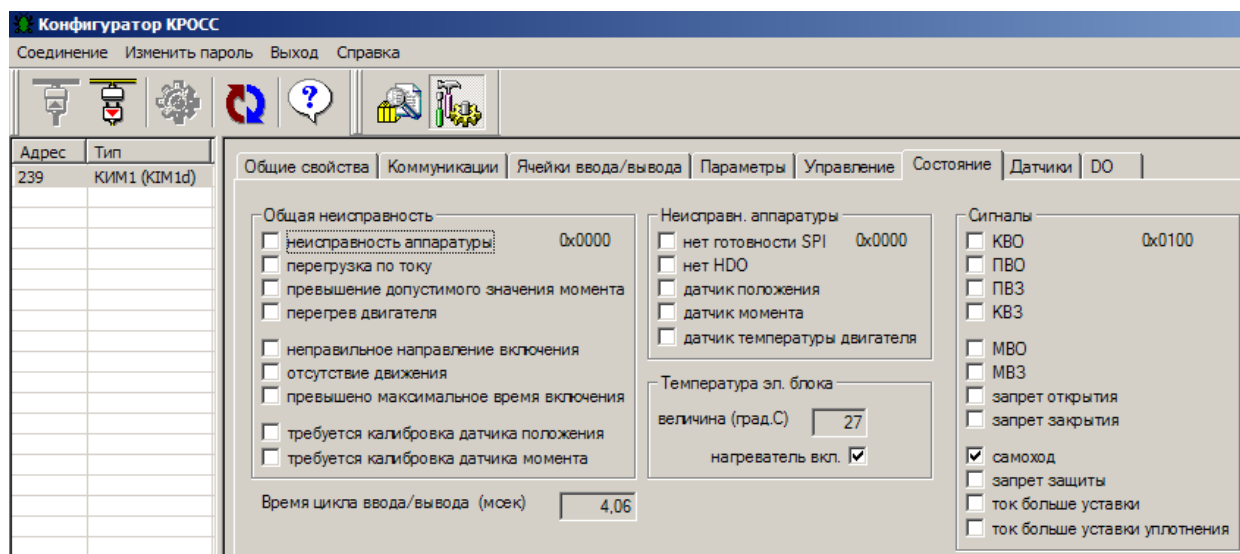 Конфигуратор КРОСС
Соединение Изменить пароль Выход Справка
Адрес Тип
239 КИМ1 (KIM1d)
Общие свойства Коммуникации Ячейки ввода/вывода Параметры Управление Состояние Датчики DO
Общая неисправность
неисправность аппаратуры 0x0000
перегрузка по току
превышение допустимого значения момента
перегрев двигателя
неправильное направление включения
отсутствие движения
превышено максимальное время включения
требуется калибровка датчика положения
требуется калибровка датчика момента
Время цикла ввода/вывода (мсек) 4,06
Неисправн. аппаратуры
нет готовности SPI 0x0000
нет HDO
датчик положения
датчик момента
датчик температуры двигателя
Температура эл. блока
величина (град.С) 27
нагреватель вкл.
Сигналы
КВО 0x0100
ПВО
ПВЗ
КВЗ
МВО
МВЗ
запрет открытия
запрет закрытия
самоход
запрет защиты
ток больше уставки
ток больше уставки уплотнения